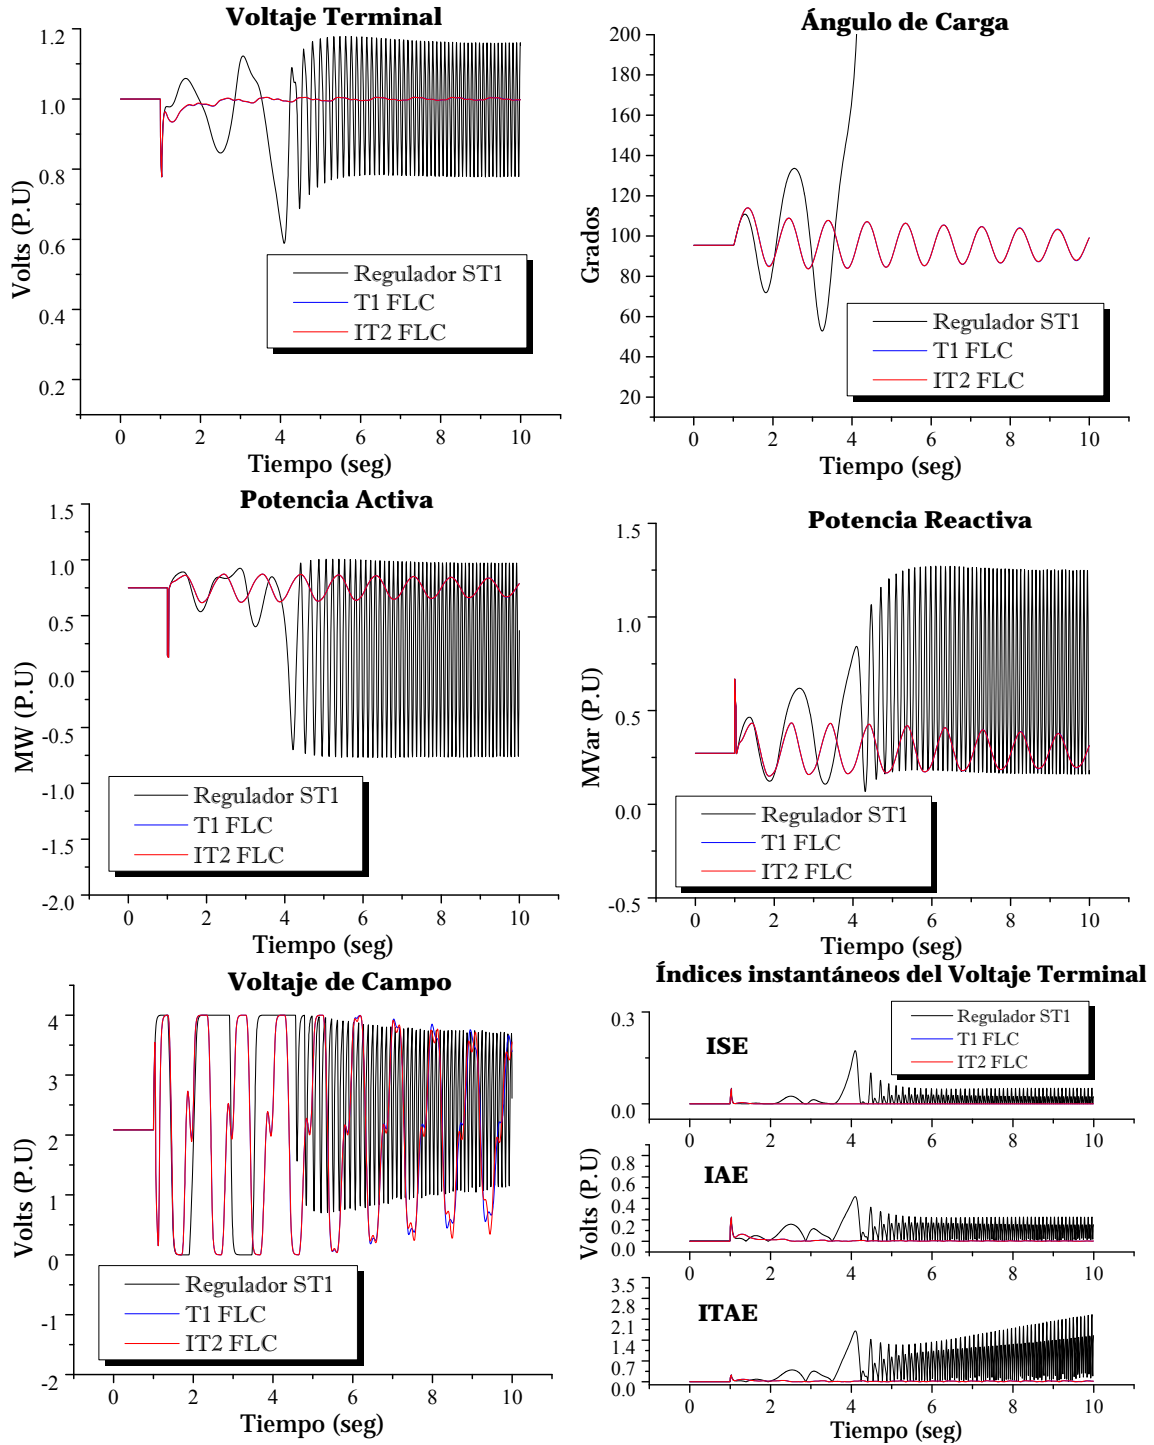 Voltaje Terminal
1.2
1.0
0.8
0.6
0.4
0.2
Volts (P.U)
Regulador ST1
T1 FLC
IT2 FLC
0 2 4 6 8 10
Tiempo (seg)
Ángulo de Carga
200
180
160
140
120
100
80
60
40
20
Grados
Regulador ST1
T1 FLC
IT2 FLC
0 2 4 6 8 10
Tiempo (seg)
Potencia Activa
1.5
1.0
0.5
0.0
-0.5
-1.0
-1.5
-2.0
MW (P.U)
Regulador ST1
T1 FLC
IT2 FLC
0 2 4 6 8 10
Tiempo (seg)
Potencia Reactiva
1.5
1.0
0.5
0.0
-0.5
MVar (P.U)
Regulador ST1
T1 FLC
IT2 FLC
0 2 4 6 8 10
Tiempo (seg)
Voltaje de Campo
4
3
2
1
0
-1
-2
Volts (P.U)
Regulador ST1
T1 FLC
IT2 FLC
0 2 4 6 8 10
Tiempo (seg)
Índices instantáneos del Voltaje Terminal
Regulador ST1
T1 FLC
IT2 FLC
0.3
0.0
ISE
0 2 4 6 8 10
0.8
0.6
0.4
0.2
0.0
IAE
Volts (P.U)
0 2 4 6 8 10
3.5
2.8
2.1
1.4
0.7
0.0
ITAE
0 2 4 6 8 10
Tiempo (seg)